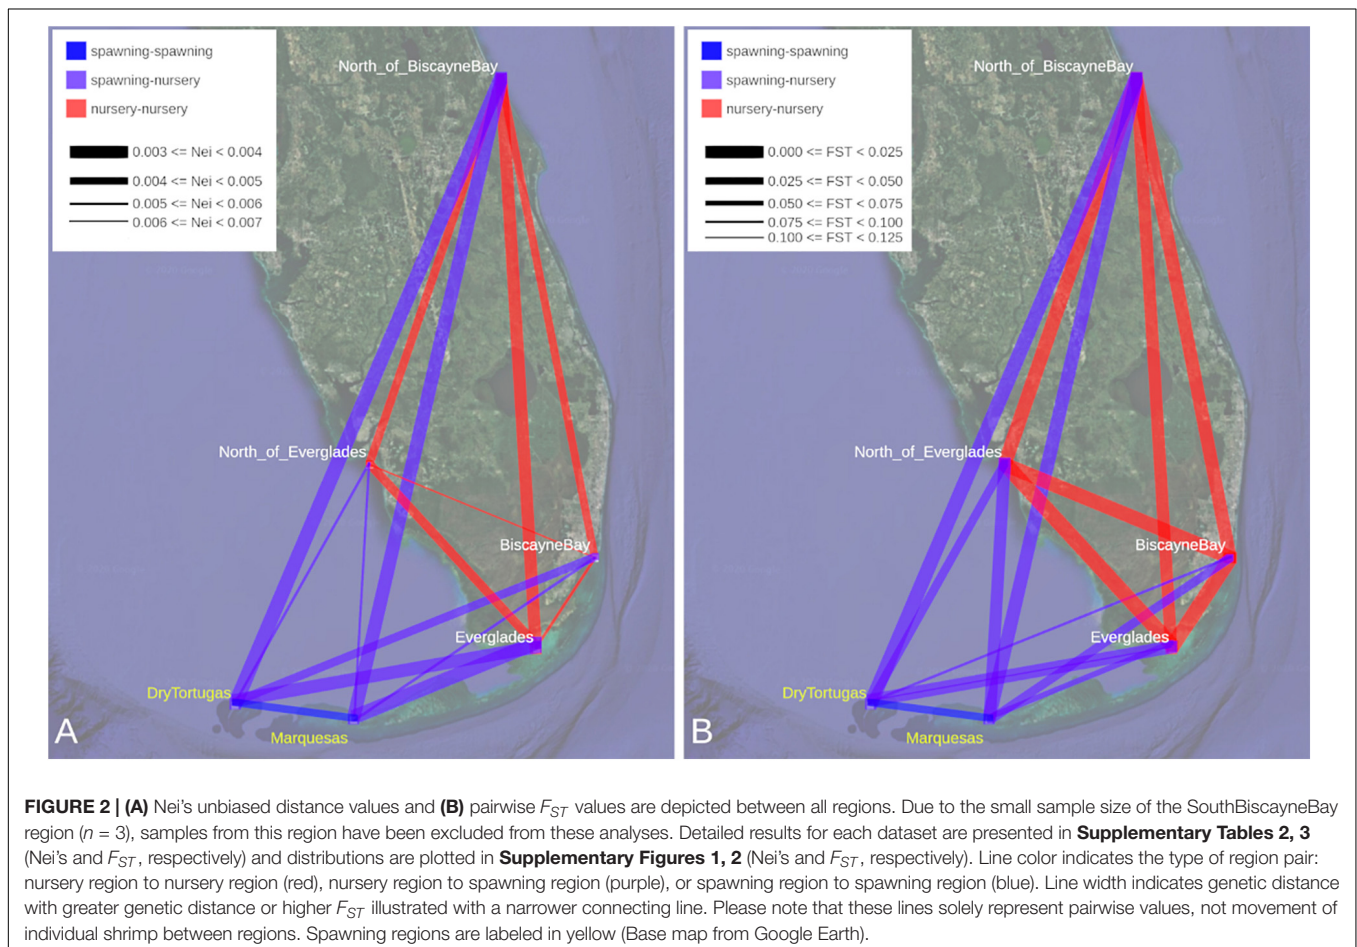 spawning-spawning
spawning-nursery
nursery-nursery
0.003 <= Nei < 0.004
0.004 <= Nei < 0.005
0.005 <= Nei < 0.006
0.006 <= Nei < 0.007
North_of_BiscayneBay
North_of_Everglades
BiscayneBay
Everglades
DryTortugas
Marquesas
A
spawning-spawning
spawning-nursery
nursery-nursery
0.000 <= FST < 0.025
0.025 <= FST < 0.050
0.050 <= FST < 0.075
0.075 <= FST < 0.100
0.100 <= FST < 0.125
North_of_BiscayneBay
North_of_Everglades
BiscayneBay
Everglades
DryTortugas
Marquesas
B
FIGURE 2 | (A) Nei's unbiased distance values and (B) pairwise FST values are depicted between all regions. Due to the small sample size of the SouthBiscayneBay
region (n = 3), samples from this region have been excluded from these analyses. Detailed results for each dataset are presented in Supplementary Tables 2, 3
(Nei's and FST, respectively) and distributions are plotted in Supplementary Figures 1, 2 (Nei's and FST, respectively). Line color indicates the type of region pair:
nursery region to nursery region (red), nursery region to spawning region (purple), or spawning region to spawning region (blue). Line width indicates genetic distance
with greater genetic distance or higher FST illustrated with a narrower connecting line. Please note that these lines solely represent pairwise values, not movement of
individual shrimp between regions. Spawning regions are labeled in yellow (Base map from Google Earth).